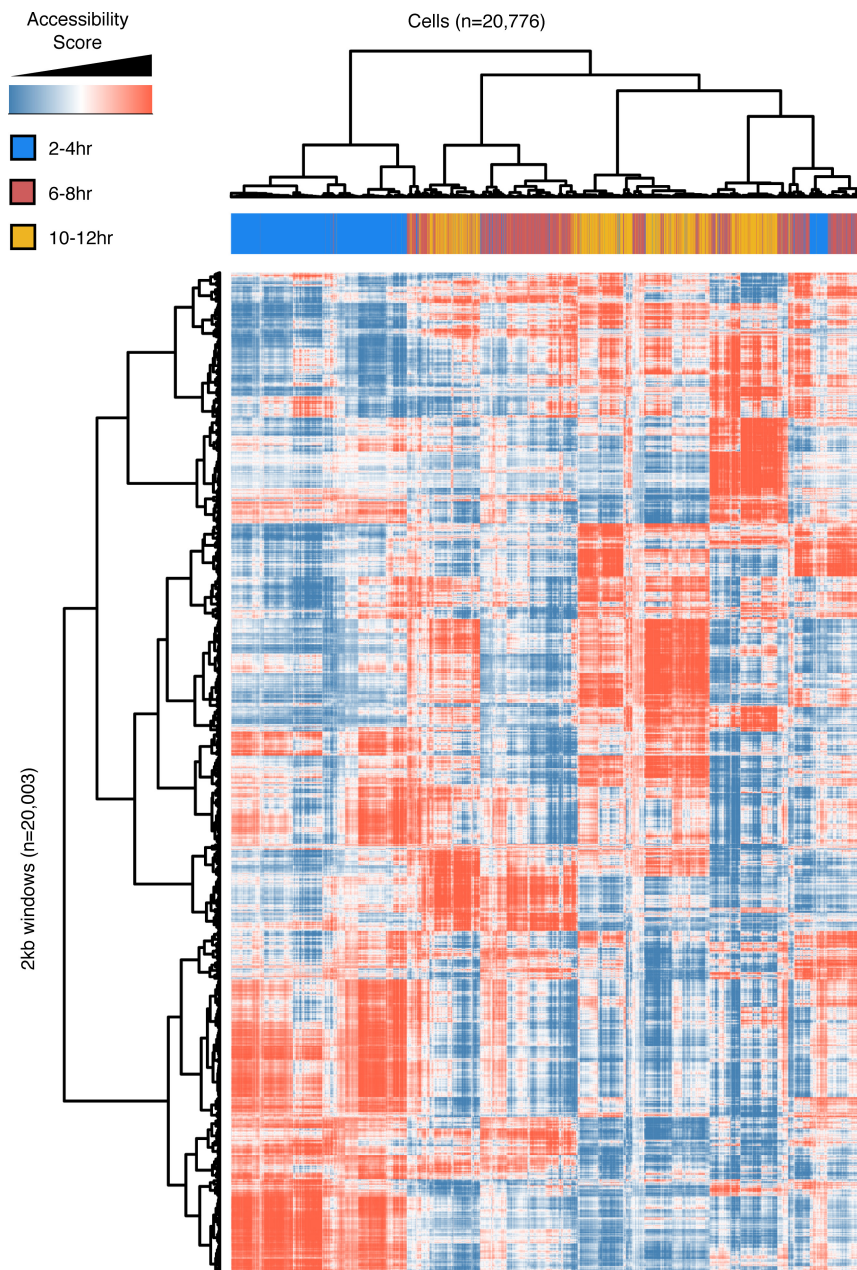 Accessibility
Score
Cells (n=20,776)
2-4hr
6-8hr
10-12hr
2kb windows (n=20,003)